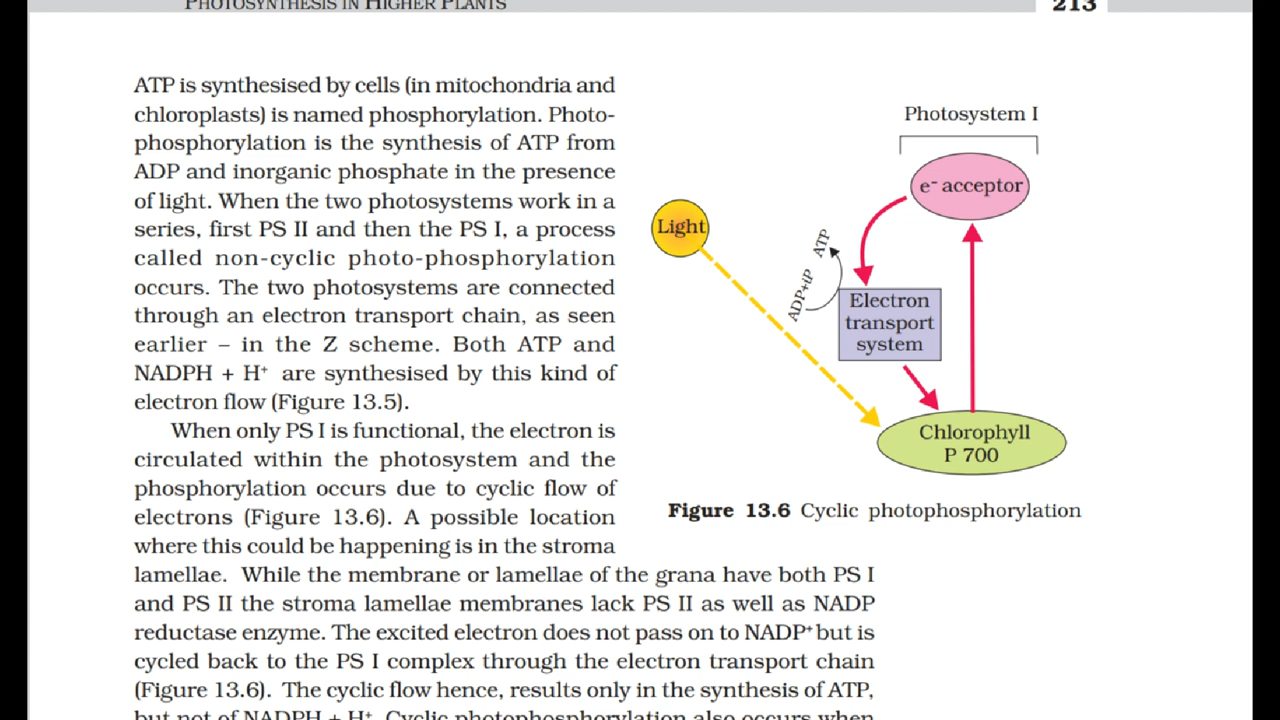 PHOTOSYNTHESIS IN HIGHER PLANTS 213
ATP is synthesised by cells (in mitochondria and
chloroplasts) is named phosphorylation. Photo-
phosphorylation is the synthesis of ATP from
ADP and inorganic phosphate in the presence
of light. When the two photosystems work in a
series, first PS II and then the PS I, a process
called non-cyclic photo-phosphorylation
occurs. The two photosystems are connected
through an electron transport chain, as seen
earlier – in the Z scheme. Both ATP and
NADPH + H⁺ are synthesised by this kind of
electron flow (Figure 13.5).
When only PS I is functional, the electron is
circulated within the photosystem and the
phosphorylation occurs due to cyclic flow of
electrons (Figure 13.6). A possible location
where this could be happening is in the stroma
lamellae. While the membrane or lamellae of the grana have both PS I
and PS II the stroma lamellae membranes lack PS II as well as NADP
reductase enzyme. The excited electron does not pass on to NADP⁺ but is
cycled back to the PS I complex through the electron transport chain
(Figure 13.6). The cyclic flow hence, results only in the synthesis of ATP,
but not of NADPH + H⁺. Cyclic photophosphorylation also occurs when
Photosystem I
e⁻ acceptor
Light
ATP
ADP+iP
Electron
transport
system
Chlorophyll
P 700
Figure 13.6 Cyclic photophosphorylation